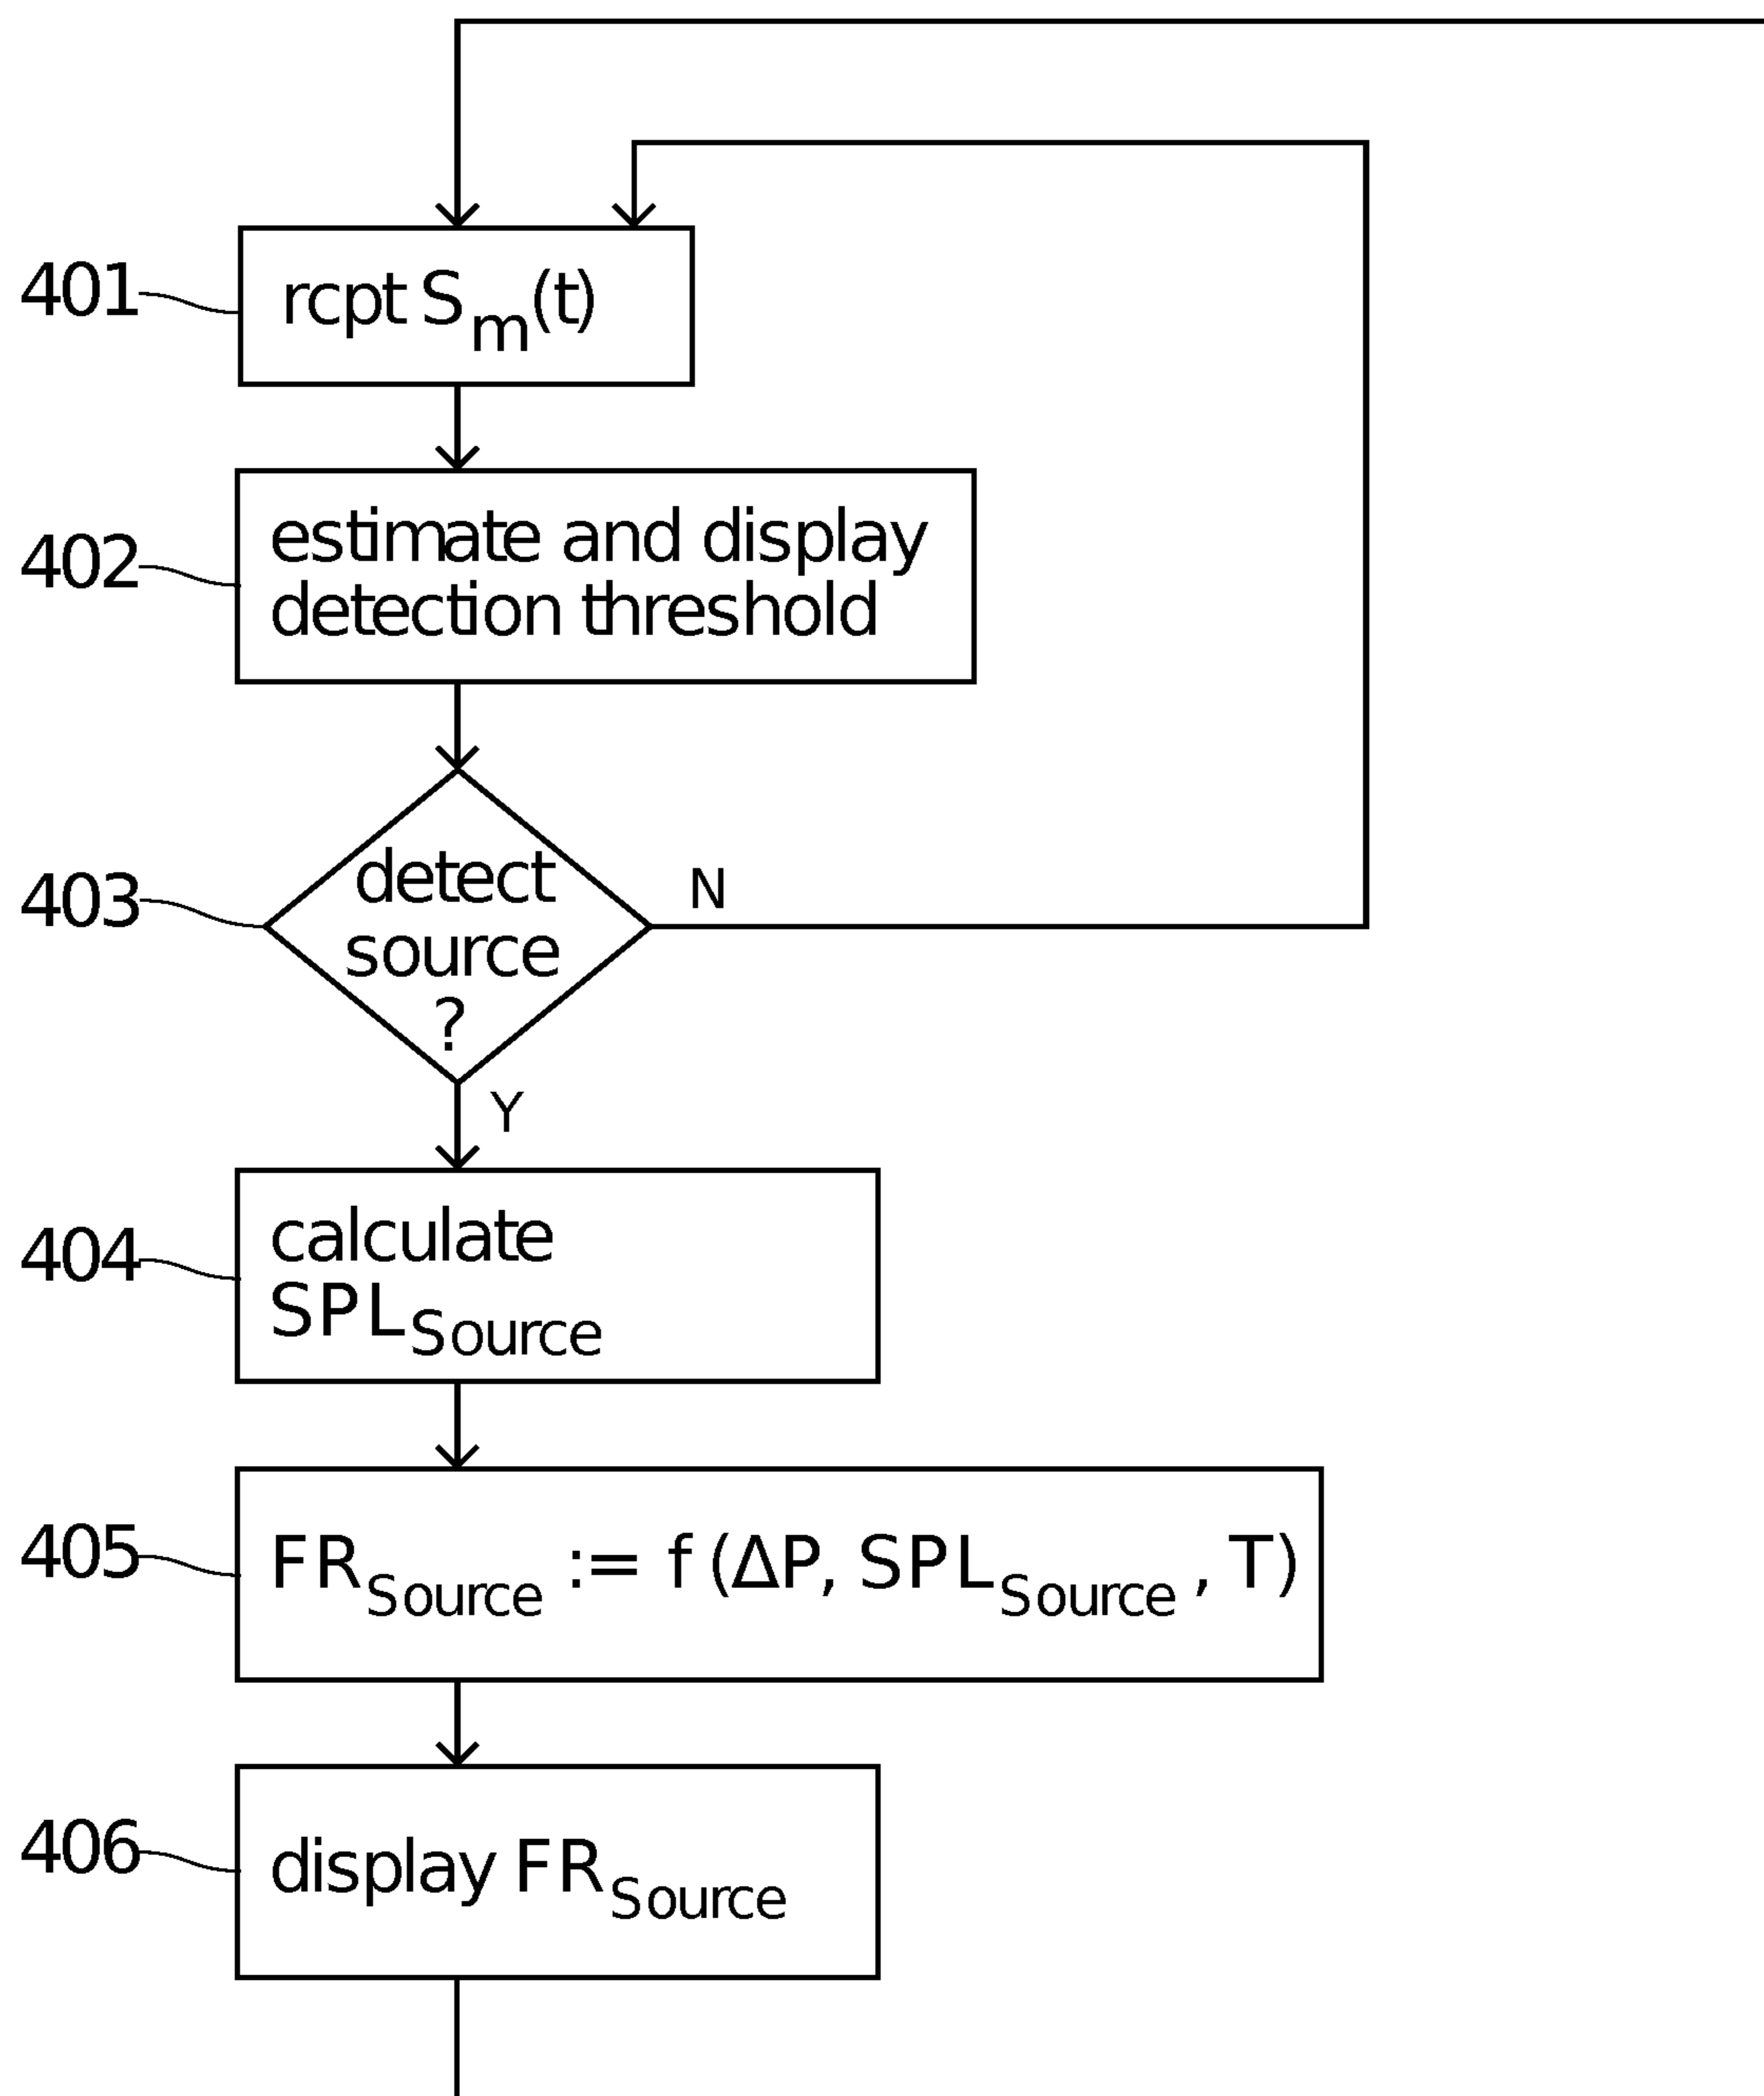 401
rcpt Sm(t)
402
estimate and display
detection threshold
403
detect
source
?
N
Y
404
calculate
SPLSource
405
FRSource := f (ΔP, SPLSource, T)
406
display FRSource